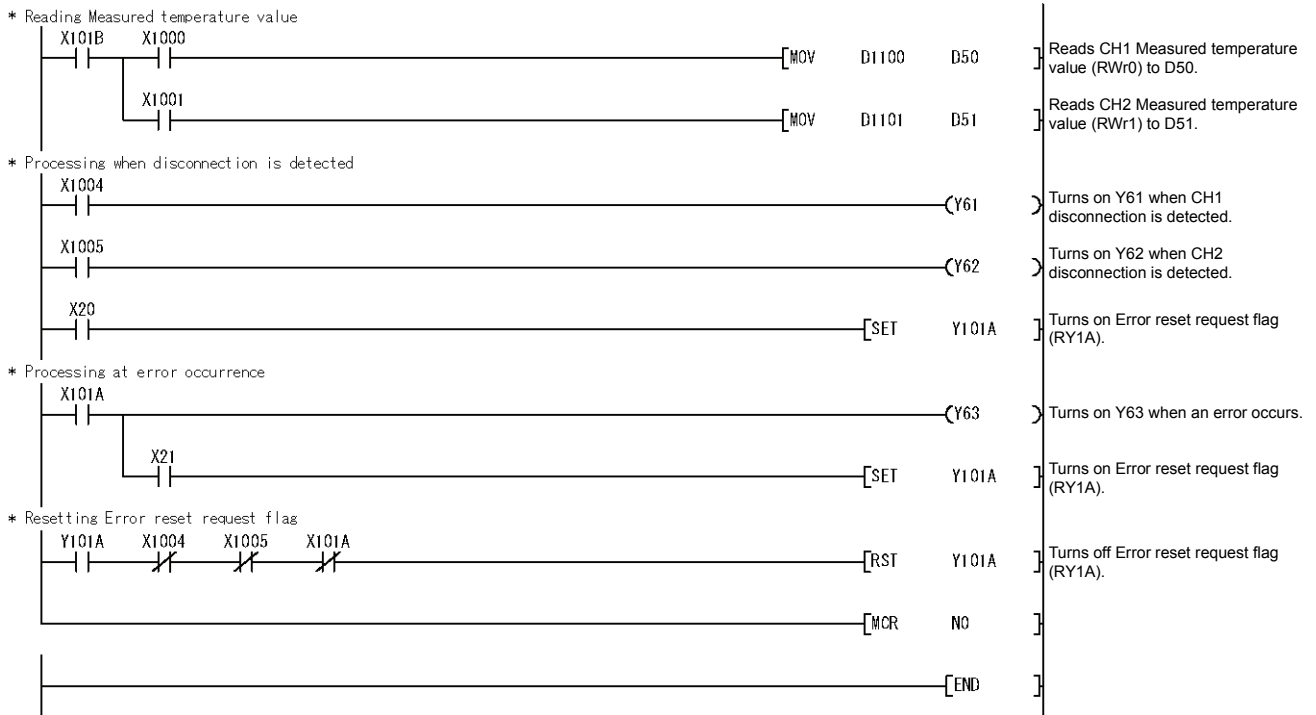 * Reading Measured temperature value
X101B X1000
[MOV D1100 D50 ]
Reads CH1 Measured temperature
value (RWr0) to D50.
X1001
[MOV D1101 D51 ]
Reads CH2 Measured temperature
value (RWr1) to D51.
* Processing when disconnection is detected
X1004
(Y61 )
Turns on Y61 when CH1
disconnection is detected.
X1005
(Y62 )
Turns on Y62 when CH2
disconnection is detected.
X20
[SET Y101A ]
Turns on Error reset request flag
(RY1A).
* Processing at error occurrence
X101A
(Y63 )
Turns on Y63 when an error occurs.
X21
[SET Y101A ]
Turns on Error reset request flag
(RY1A).
* Resetting Error reset request flag
Y101A X1004 X1005 X101A
[RST Y101A ]
Turns off Error reset request flag
(RY1A).
[MCR N0 ]
[END ]